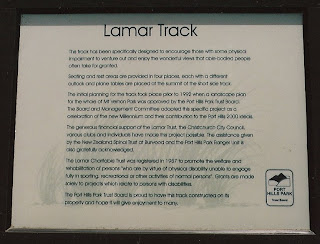 Lamar Track
The track has been specifically designed to encourage those with some physical
impairment to venture out and enjoy the wonderful views that able-bodied people
often take for granted.
Seating and rest areas are provided in four places, each with a different
outlook and plane tables are placed at the summit of the short side track.
The initial planning for the track took place prior to 1992 when a landscape plan
for the whole of Mt Vernon Park was approved by the Port Hills Park Trust Board.
The Board and Management Committee adopted this specific project as a
celebration of the new Millennium and their contribution to the Port Hills 2000 needs.
The generous financial support of the Lamar Trust, the Christchurch City Council,
various clubs and individuals have made the project possible. The assistance given
by the New Zealand Spinal Trust at Burwood and the Port Hills Park Ranger Unit is
also gratefully acknowledged.
The Lamar Charitable Trust was registered in 1987 to promote the welfare and
rehabilitation of persons "who are by virtue of physical disability unable to engage
fully in sporting, recreational or other activities of normal persons". Grants are made
solely to projects which relate to persons with disabilities.
The Port Hills Park Trust Board is proud to have this track constructed on its
property and hope it will give enjoyment to many.
PORT
HILLS PARK
Trust Board